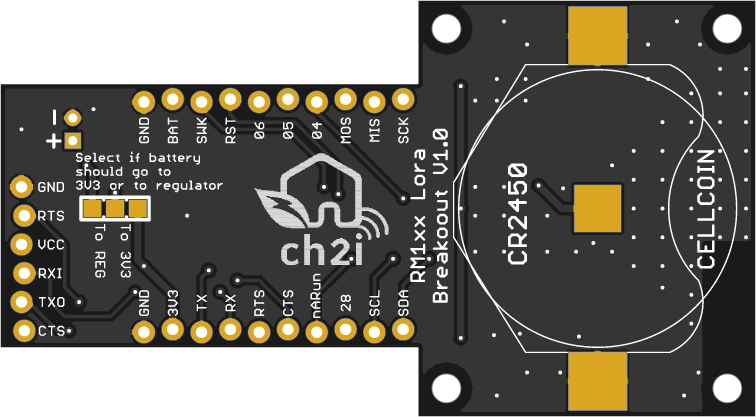 GND
BAT
SWK
RST
06
05
04
MOS
MIS
SCK
-
+
Select if battery
should go to
3V3 or to regulator
GND
RTS
VCC
RXI
TXO
CTS
To REG
To 3V3
ch2i
GND
3V3
TX
RX
RTS
CTS
nARun
28
SCL
SDA
RM1xx Lora
Breakout V1.0
CR2450
CELLCOIN